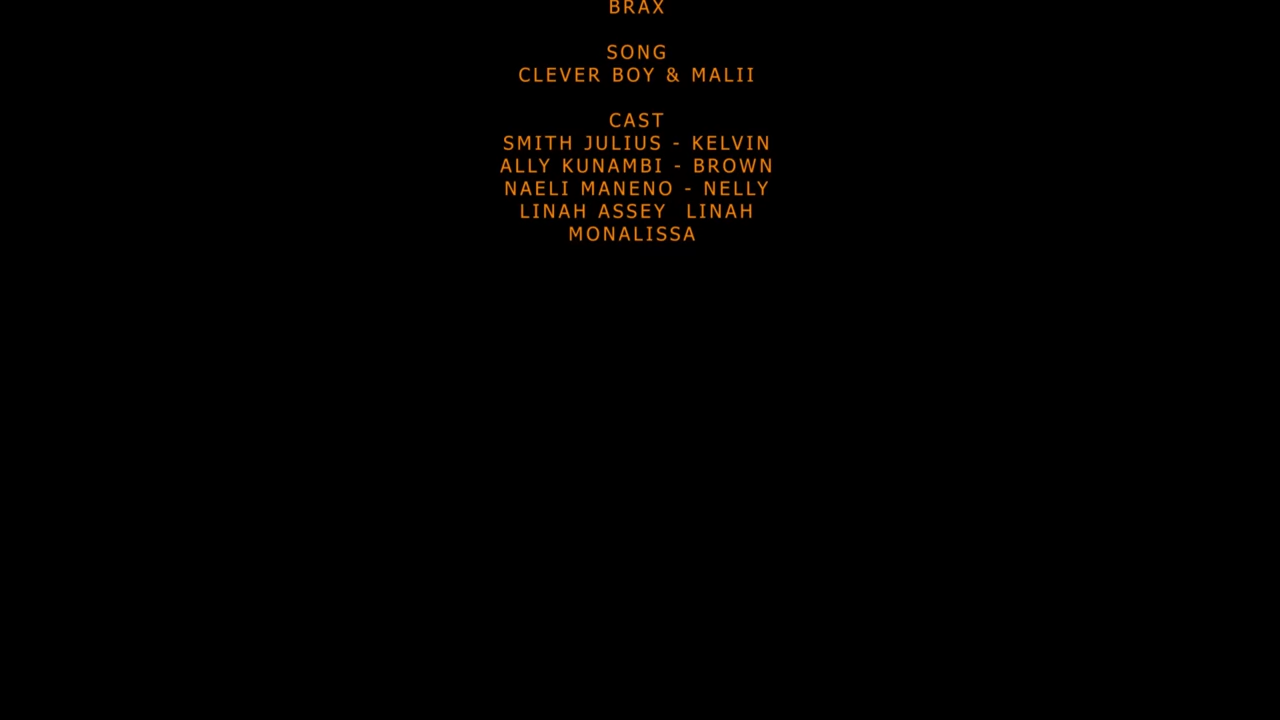 BRAX
SONG
CLEVER BOY & MALII
CAST
SMITH JULIUS - KELVIN
ALLY KUNAMBI - BROWN
NAELI MANENO - NELLY
LINAH ASSEY  LINAH
MONALISSA